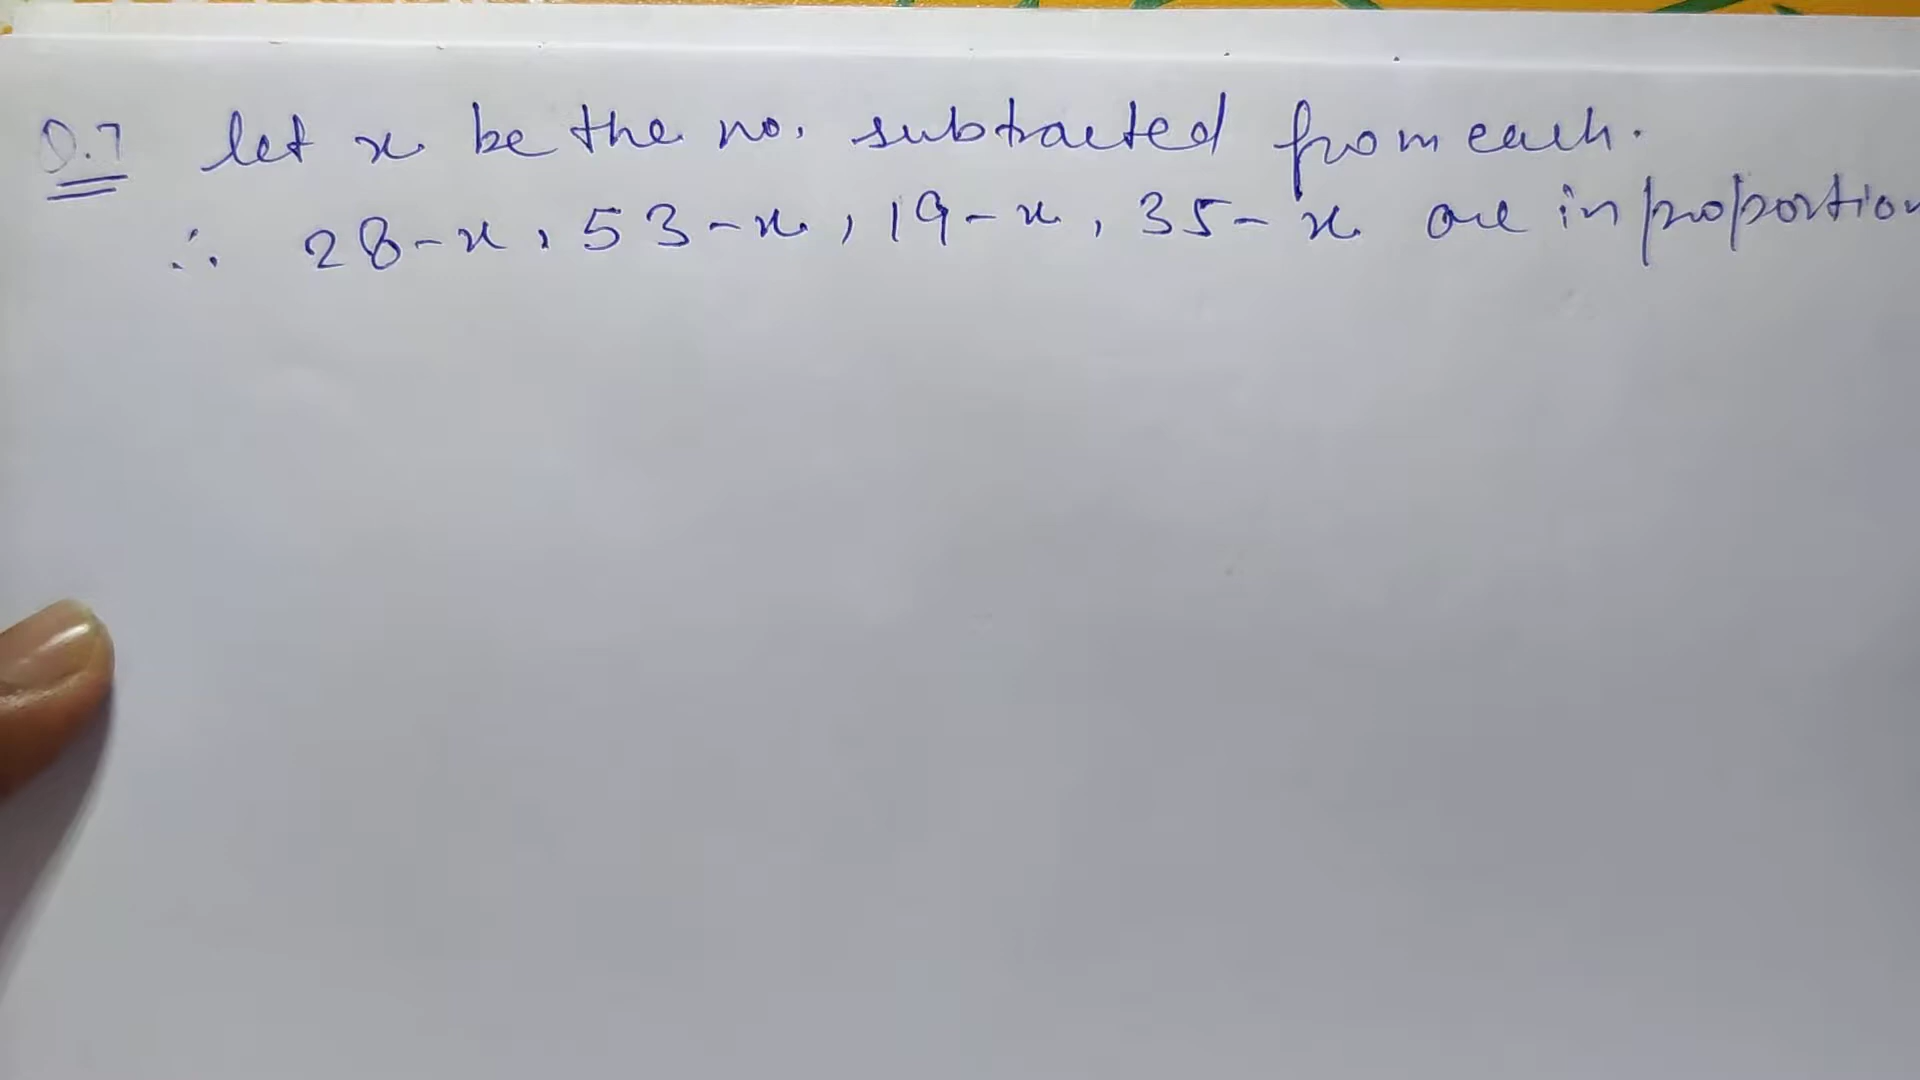 Q.7 let x be the no. subtracted from each.
∴ 28-x, 53-x, 19-x, 35-x are in proportion